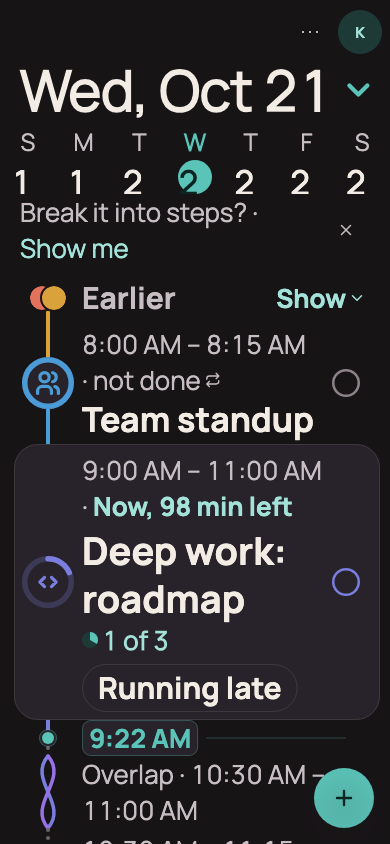 ···
K
Wed, Oct 21
S M T W T F S
1 1 2 2 2 2 2
Break it into steps? ·
Show me
×
Earlier
Show
8:00 AM – 8:15 AM
· not done
Team standup
9:00 AM – 11:00 AM
· Now, 98 min left
Deep work:
roadmap
1 of 3
Running late
9:22 AM
Overlap · 10:30 AM –
11:00 AM